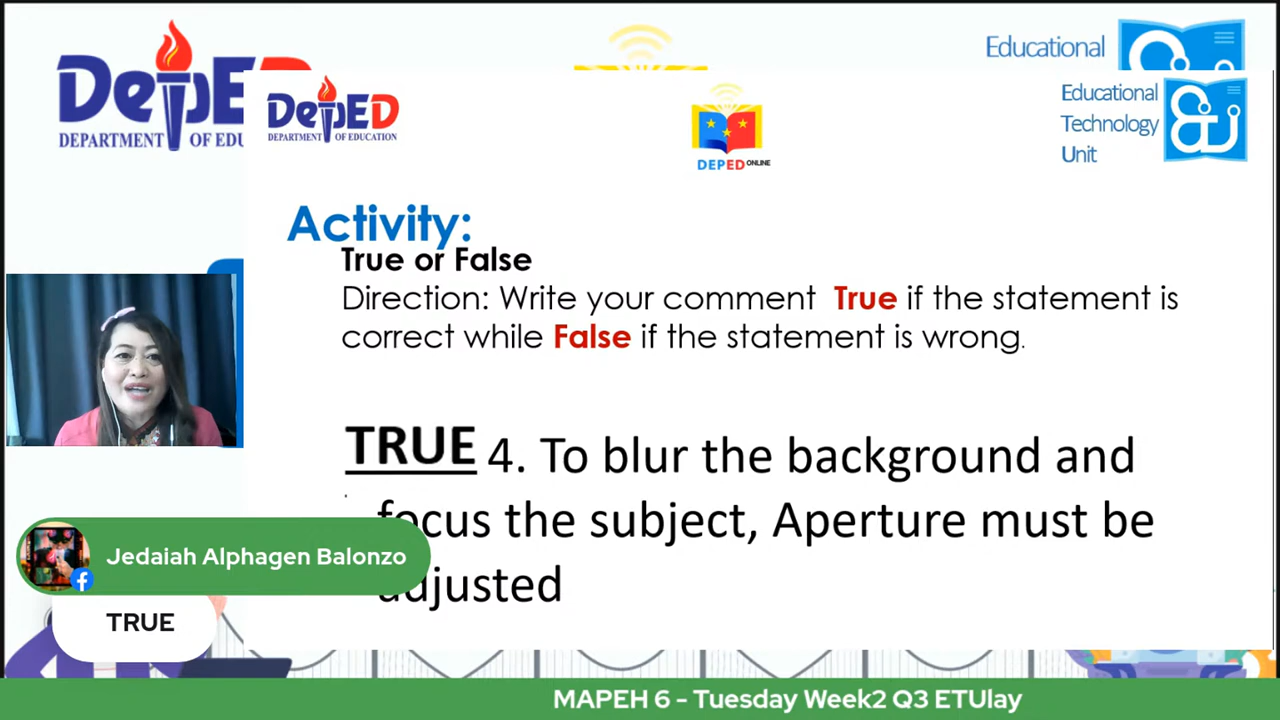 DepED
DEPARTMENT OF EDU
Educational
DepED
DEPARTMENT OF EDUCATION
DEPED ONLINE
Educational
Technology
Unit
Activity:
True or False
Direction: Write your comment True if the statement is
correct while False if the statement is wrong.
TRUE 4. To blur the background and
focus the subject, Aperture must be
adjusted
Jedaiah Alphagen Balonzo
TRUE
MAPEH 6 - Tuesday Week2 Q3 ETUlay